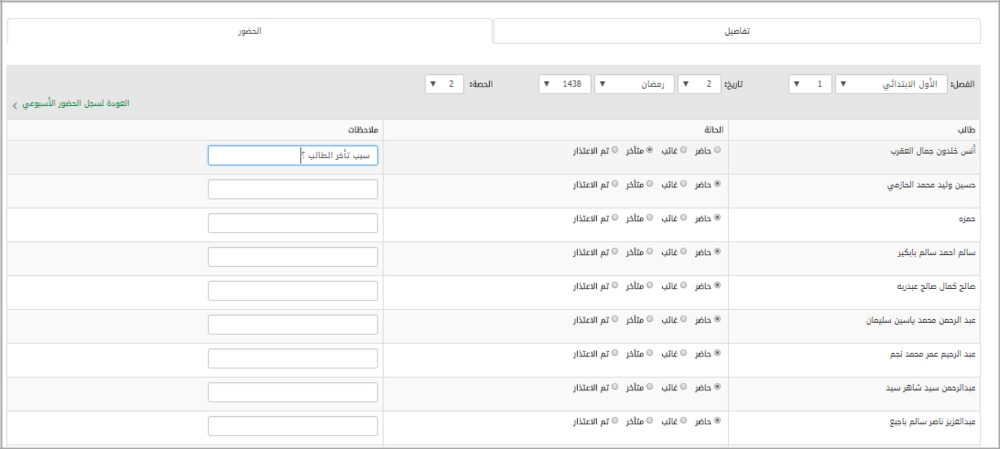 تفاصيل
الحضور
الفصل: الأول الابتدائي 1 تاريخ: 2 رمضان 1438 الحصة: 2
العودة لسجل الحضور الأسبوعي
طالب الحالة ملاحظات
أنس خلدون جمال العقرب حاضر غائب متأخر تم الاعتذار سبب تأخر الطالب ؟
حسين وليد محمد الحازمي حاضر غائب متأخر تم الاعتذار
حمزه حاضر غائب متأخر تم الاعتذار
سالم احمد سالم بابكير حاضر غائب متأخر تم الاعتذار
صالح كمال صالح عبدربه حاضر غائب متأخر تم الاعتذار
عبد الرحمن محمد ياسين سليمان حاضر غائب متأخر تم الاعتذار
عبد الرحيم عمر محمد نجم حاضر غائب متأخر تم الاعتذار
عبدالرحمن سيد شاهر سيد حاضر غائب متأخر تم الاعتذار
عبدالعزيز ناصر سالم باجبع حاضر غائب متأخر تم الاعتذار